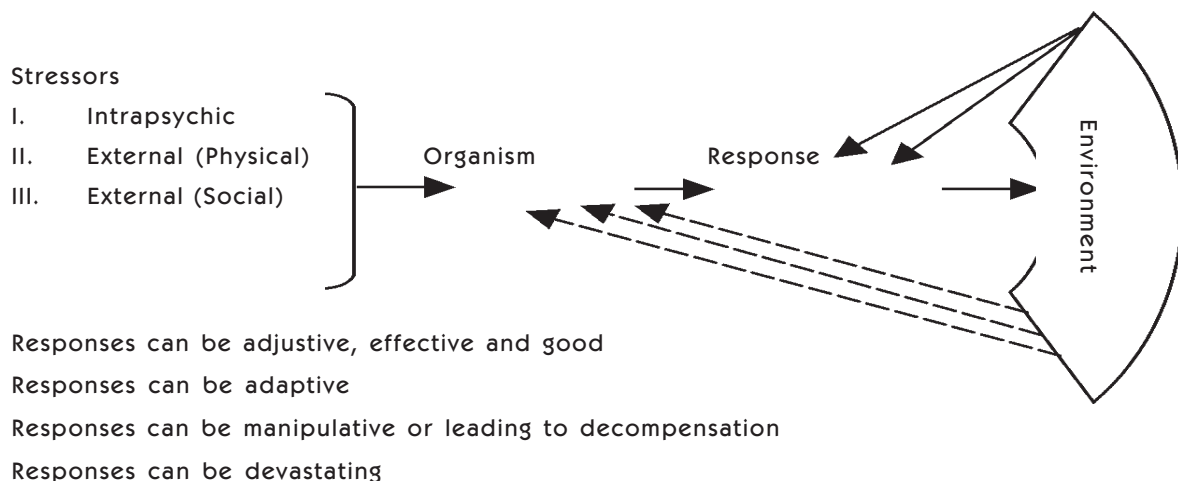 Stressors
I. Intrapsychic
II. External (Physical)
III. External (Social)
Organism
Response
Environment
Responses can be adjustive, effective and good
Responses can be adaptive
Responses can be manipulative or leading to decompensation
Responses can be devastating